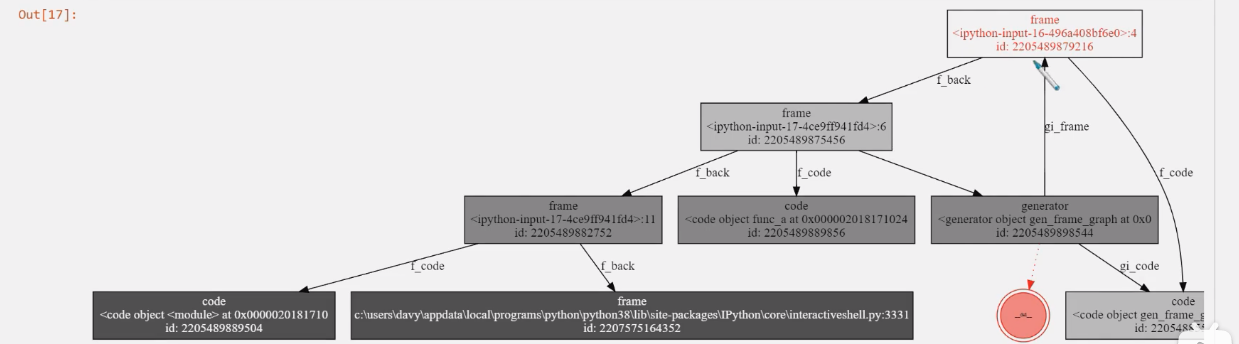 Out[17]:
frame
<ipython-input-16-496a408bf6e0>:4
id: 2205489879216
f_back
frame
<ipython-input-17-4ce9ff941fd4>:6
id: 2205489875456
gi_frame
f_back
f_code
f_code
frame
<ipython-input-17-4ce9ff941fd4>:11
id: 2205489882752
code
<code object func_a at 0x000002018171024
id: 2205489889856
generator
<generator object gen_frame_graph at 0x0
id: 2205489898544
f_code
f_back
gi_code
code
<code object <module> at 0x0000020181710
id: 2205489889504
frame
c:\users\davy\appdata\local\programs\python\python38\lib\site-packages\IPython\core\interactiveshell.py:3331
id: 2207575164352
code
<code object gen_frame_g
id: 220548